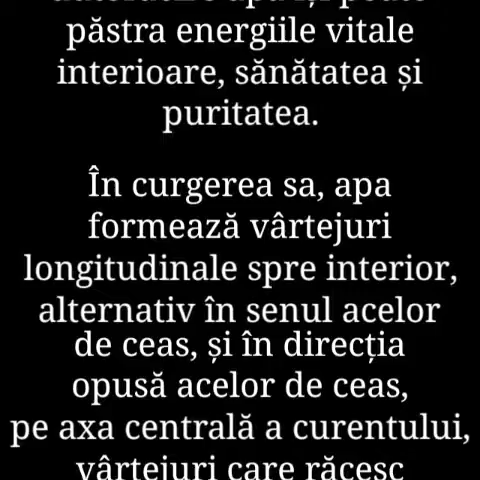 păstra energiile vitale
interioare, sănătatea și
puritatea.
În curgerea sa, apa
formează vârtejuri
longitudinale spre interior,
alternativ în senul acelor
de ceas, și în direcția
opusă acelor de ceas,
pe axa centrală a curentului,
vârtejuri care răcesc